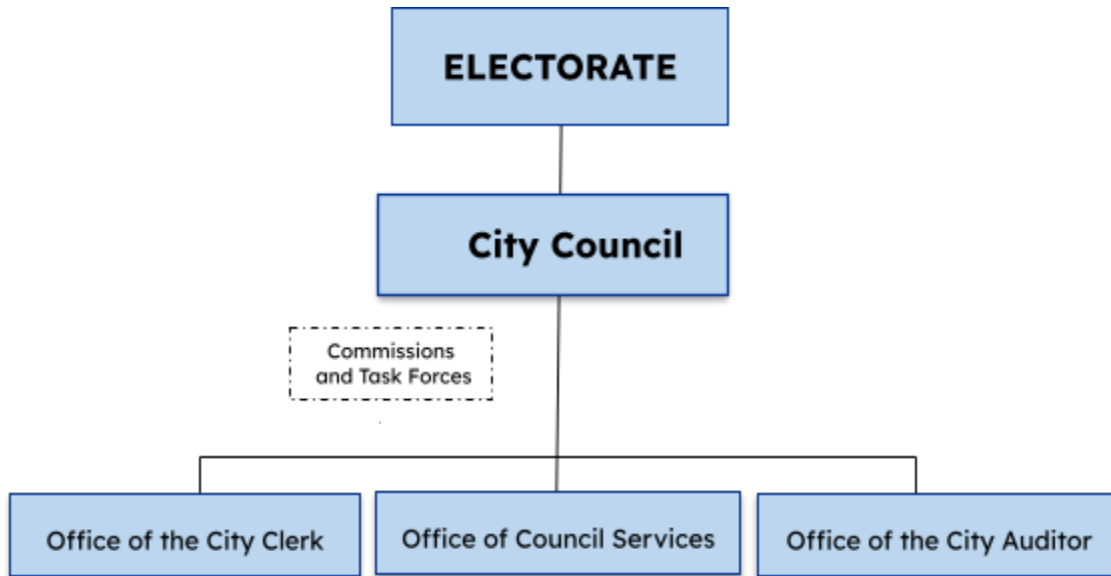 ELECTORATE
City Council
Commissions
and Task Forces
Office of the City Clerk
Office of Council Services
Office of the City Auditor